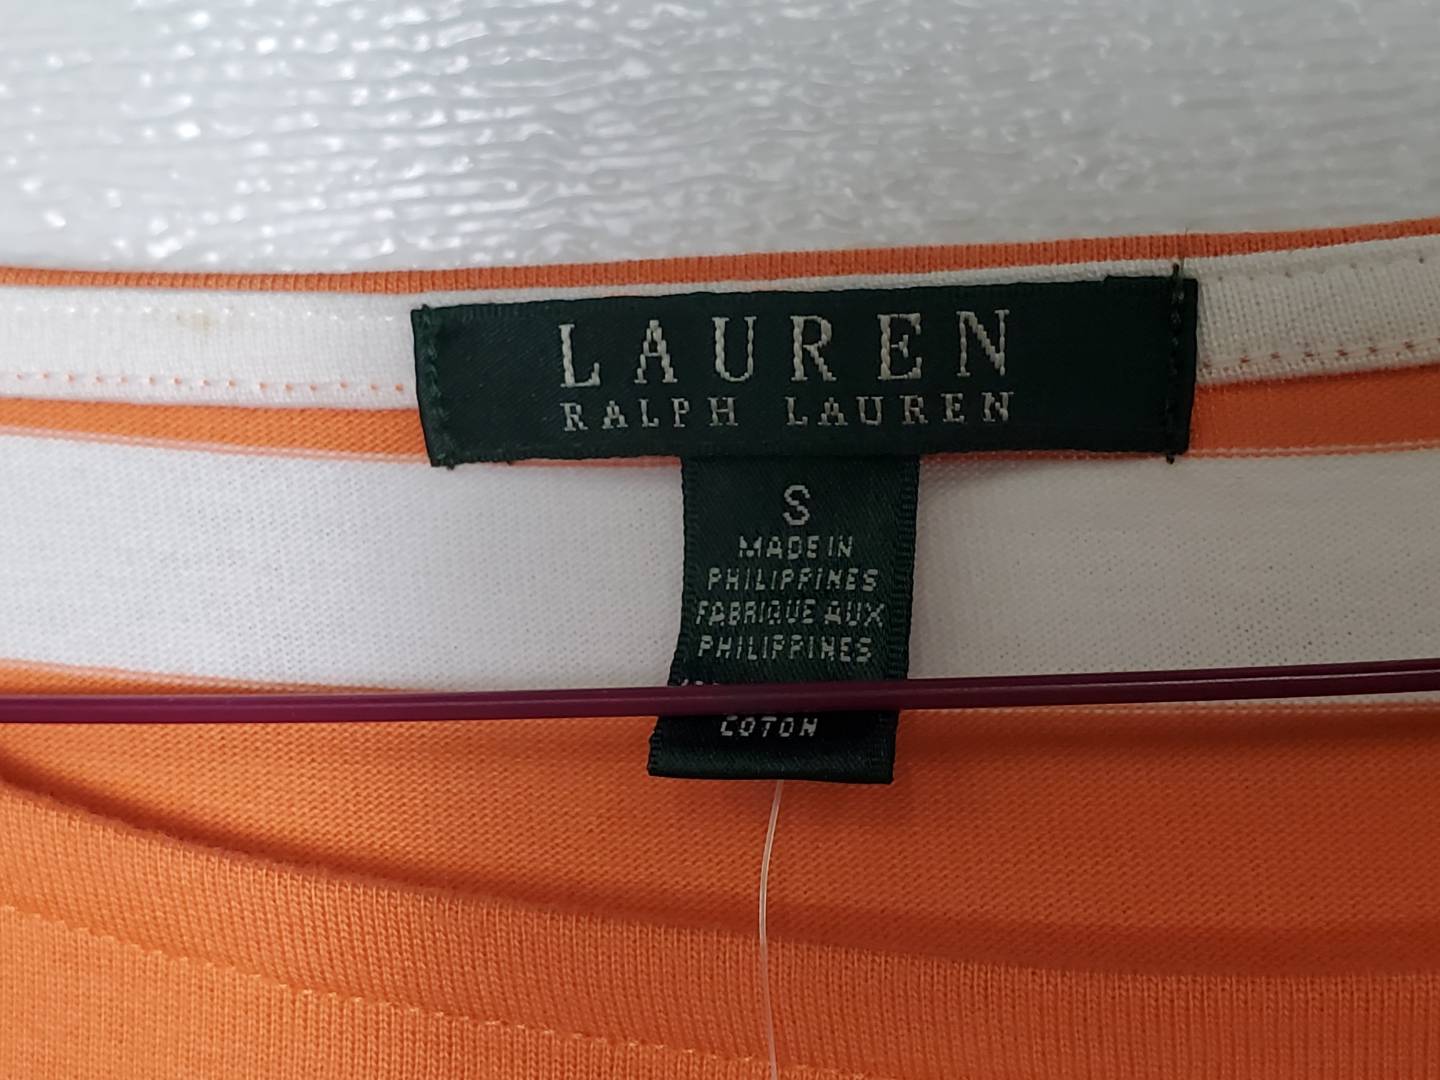 LAUREN
RALPH LAUREN
S
MADE IN
PHILIPPINES
FABRIQUE AUX
PHILIPPINES
COTON